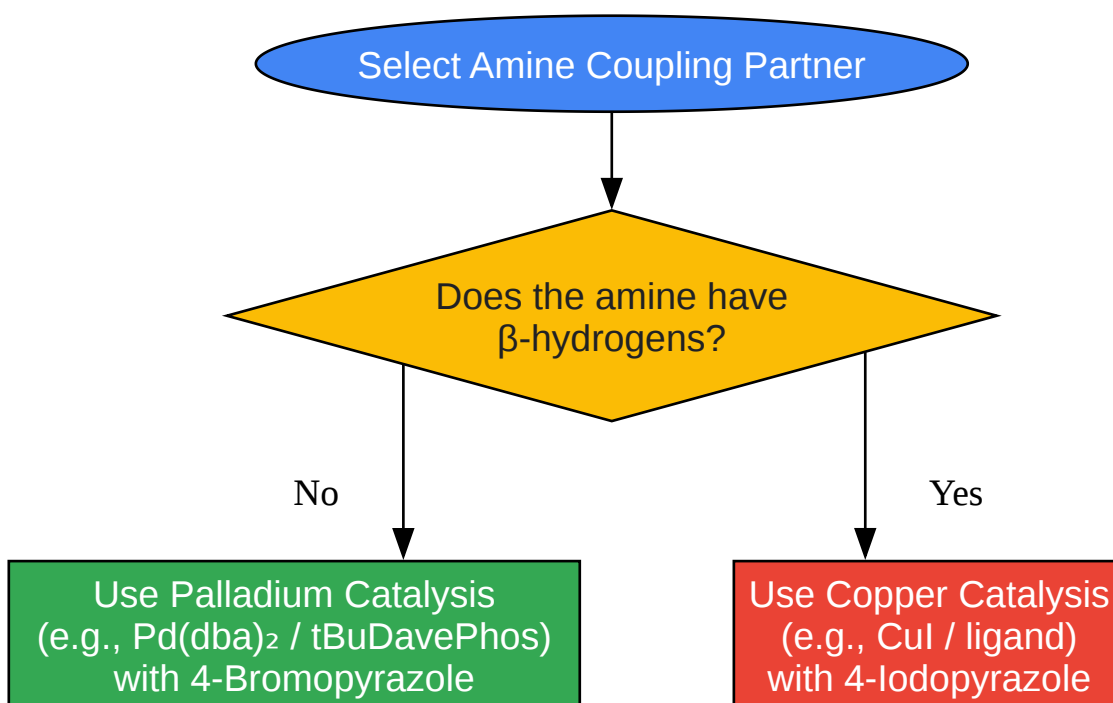 Select Amine Coupling Partner
Does the amine have
β-hydrogens?
No
Yes
Use Palladium Catalysis
(e.g., Pd(dba)₂ / tBuDavePhos)
with 4-Bromopyrazole
Use Copper Catalysis
(e.g., CuI / ligand)
with 4-Iodopyrazole